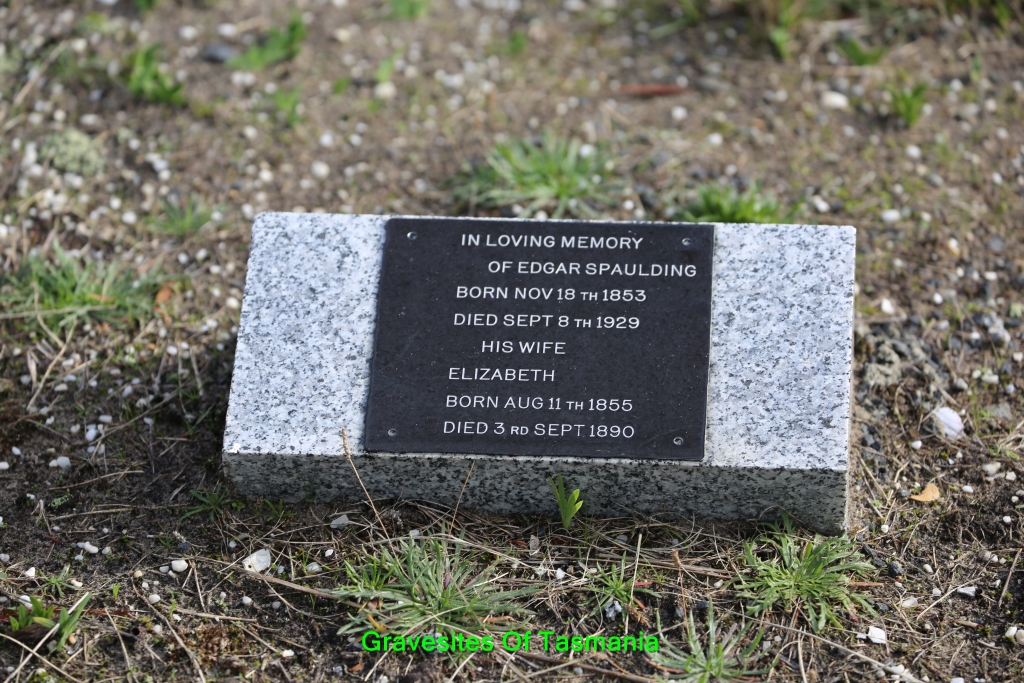 IN LOVING MEMORY
OF EDGAR SPAULDING
BORN NOV 18 TH 1853
DIED SEPT 8 TH 1929
HIS WIFE
ELIZABETH
BORN AUG 11 TH 1855
DIED 3 RD SEPT 1890
Gravesites Of Tasmania